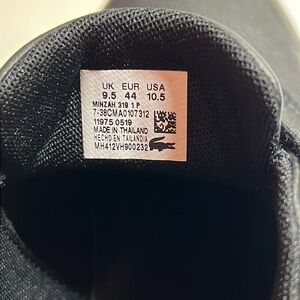 UK EUR USA
9.5 44 10.5
MINZAH 319 1 P
7-38CMA0107312
11975 0519
MADE IN THAILAND
HECHO EN TAILANDIA
MH412VH900232